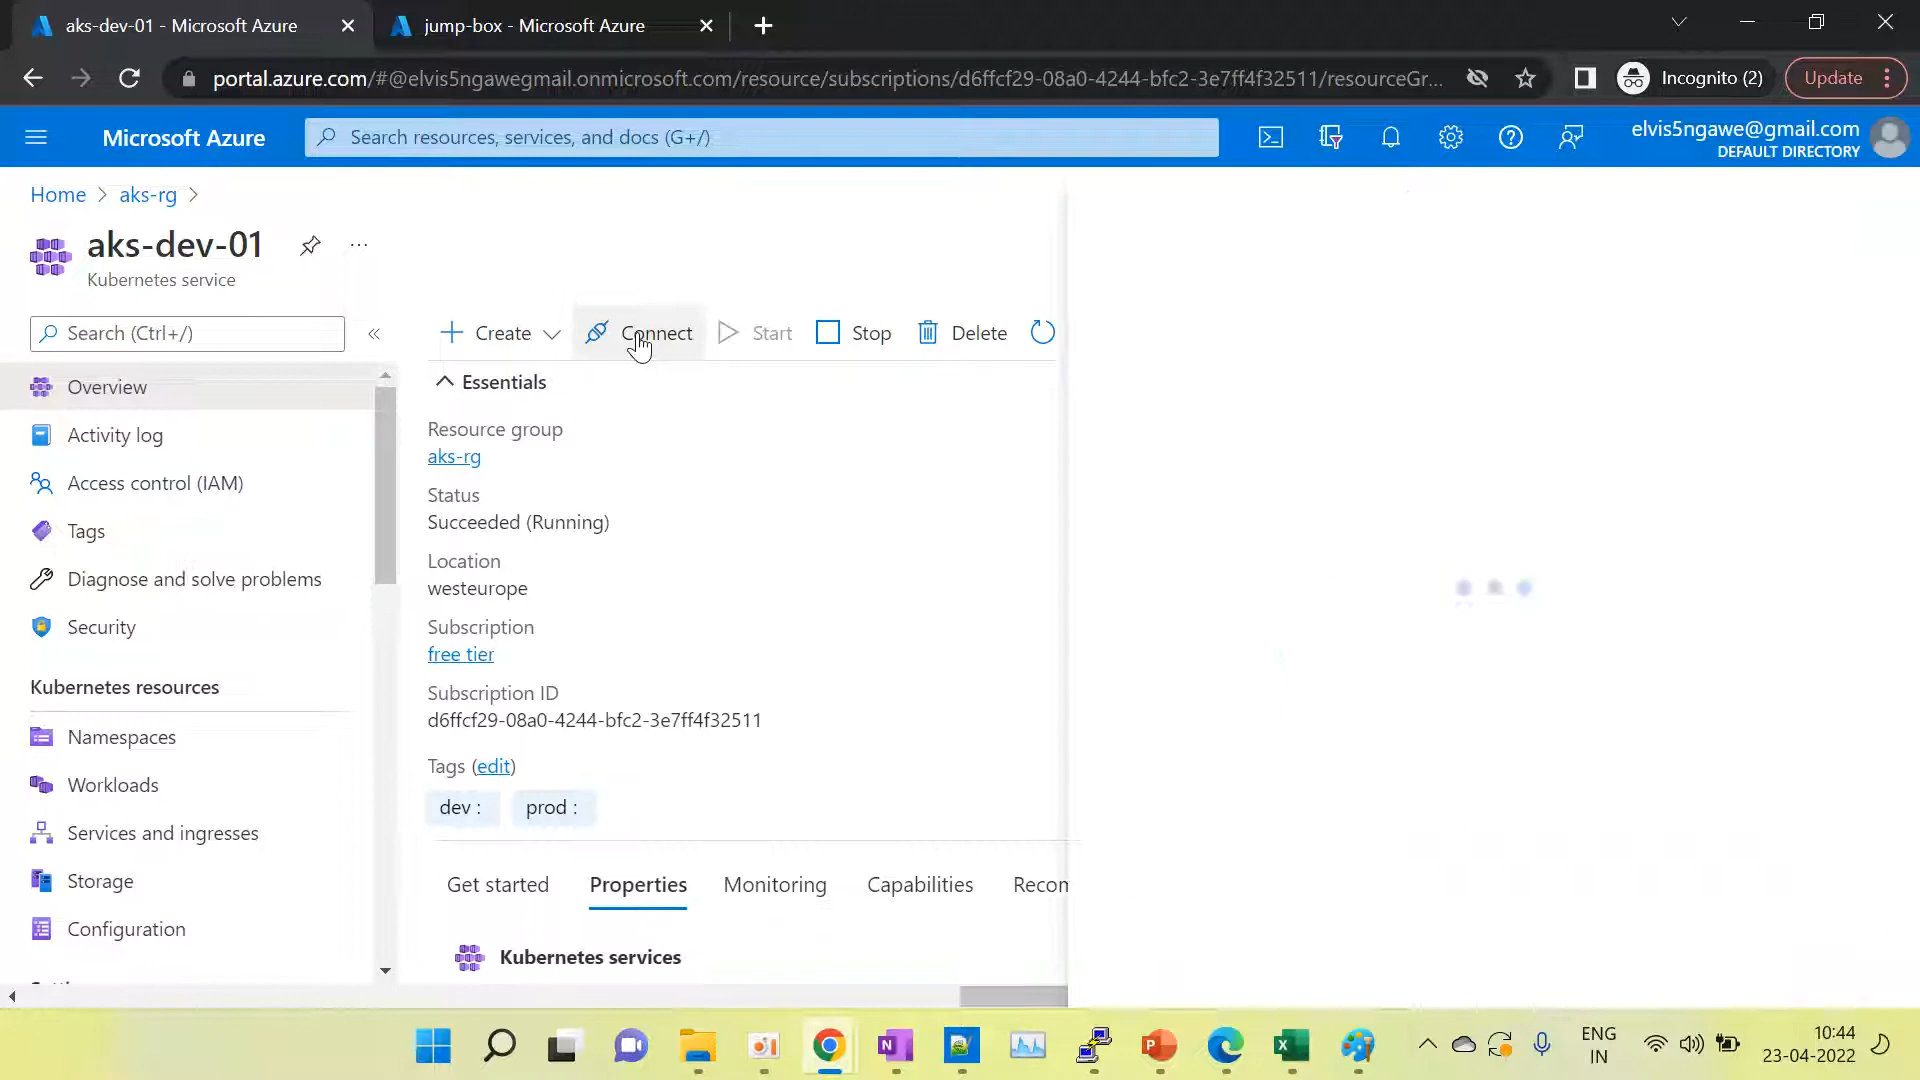 aks-dev-01 - Microsoft Azure
jump-box - Microsoft Azure
portal.azure.com/#@elvis5ngawegmail.onmicrosoft.com/resource/subscriptions/d6ffcf29-08a0-4244-bfc2-3e7ff4f32511/resourceGr...
Incognito (2)
Update
Microsoft Azure
Search resources, services, and docs (G+/)
elvis5ngawe@gmail.com
DEFAULT DIRECTORY
Home > aks-rg >
aks-dev-01
Kubernetes service
Search (Ctrl+/)
Create
Connect
Start
Stop
Delete
Overview
Activity log
Access control (IAM)
Tags
Diagnose and solve problems
Security
Kubernetes resources
Namespaces
Workloads
Services and ingresses
Storage
Configuration
Essentials
Resource group
aks-rg
Status
Succeeded (Running)
Location
westeurope
Subscription
free tier
Subscription ID
d6ffcf29-08a0-4244-bfc2-3e7ff4f32511
Tags (edit)
dev :
prod :
Get started
Properties
Monitoring
Capabilities
Recom
Kubernetes services
ENG
IN
10:44
23-04-2022